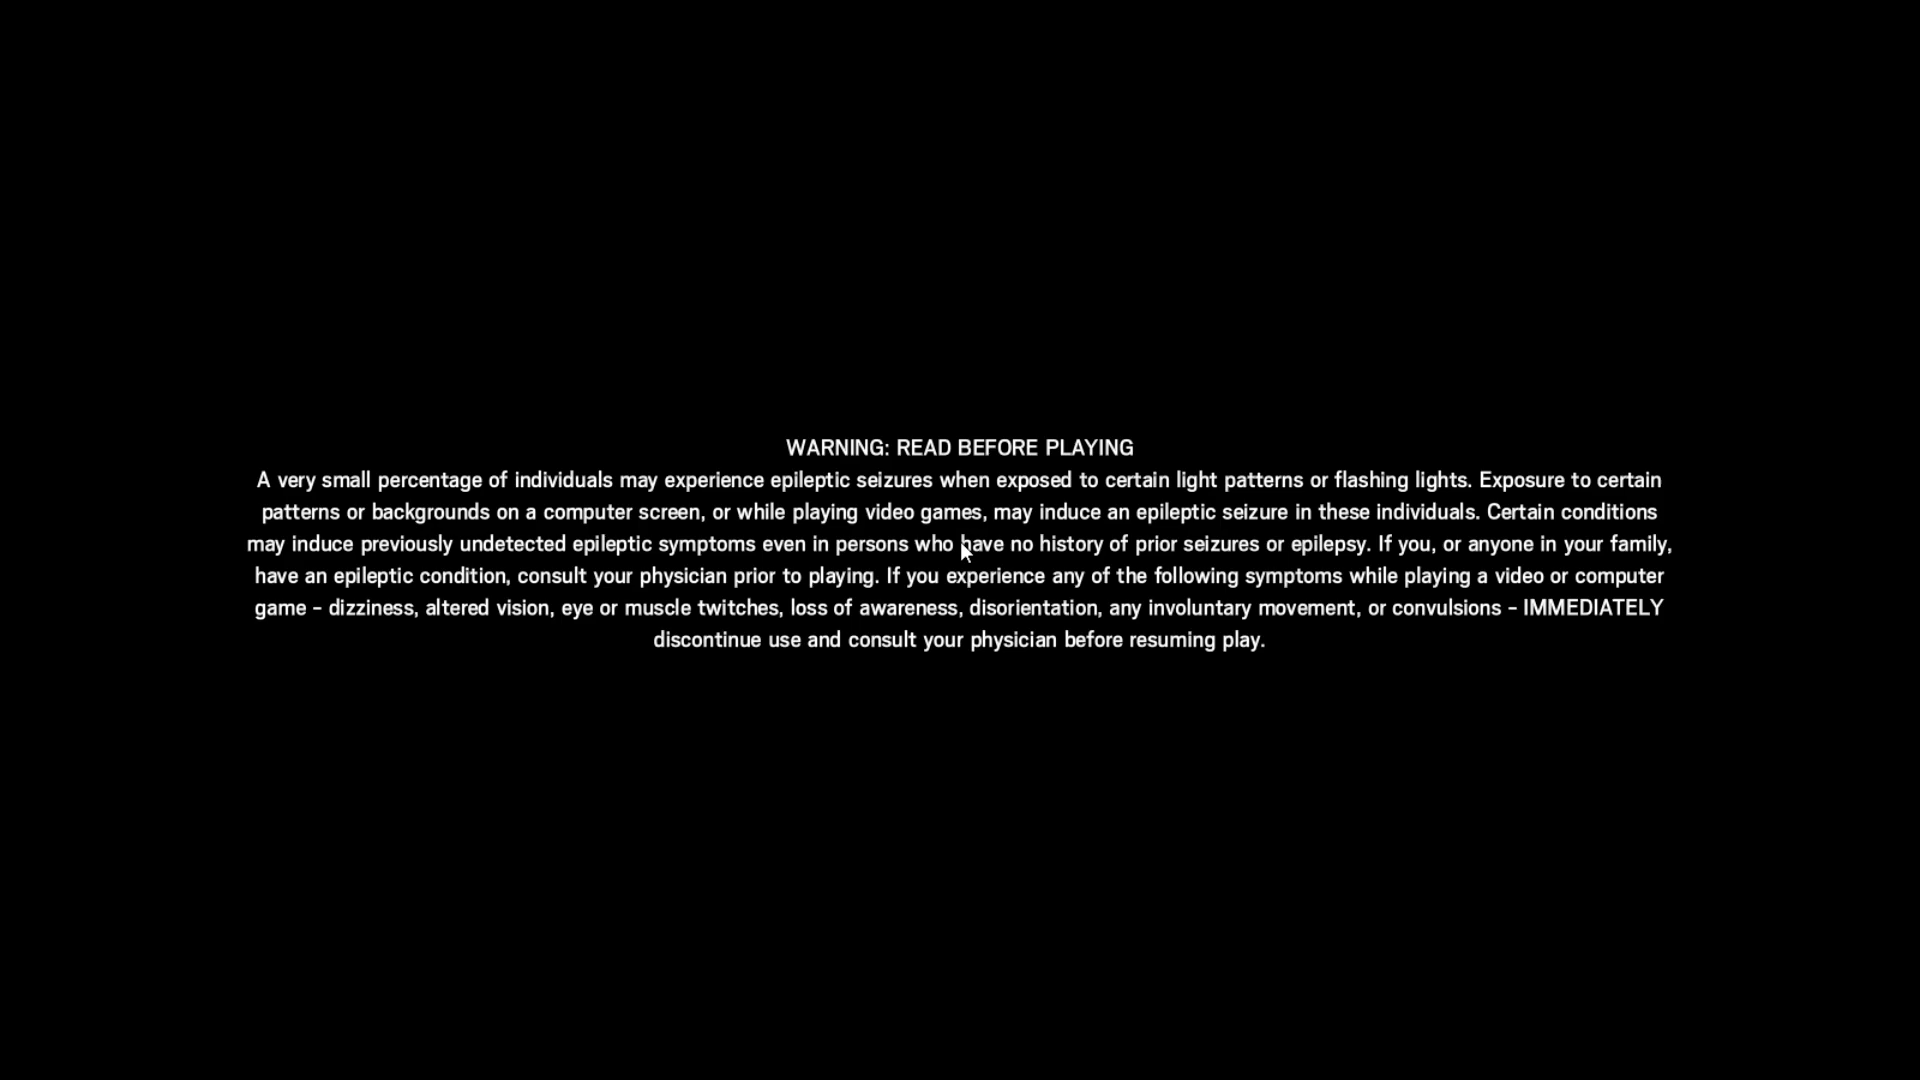 WARNING: READ BEFORE PLAYING
A very small percentage of individuals may experience epileptic seizures when exposed to certain light patterns or flashing lights. Exposure to certain
patterns or backgrounds on a computer screen, or while playing video games, may induce an epileptic seizure in these individuals. Certain conditions
may induce previously undetected epileptic symptoms even in persons who have no history of prior seizures or epilepsy. If you, or anyone in your family,
have an epileptic condition, consult your physician prior to playing. If you experience any of the following symptoms while playing a video or computer
game - dizziness, altered vision, eye or muscle twitches, loss of awareness, disorientation, any involuntary movement, or convulsions - IMMEDIATELY
discontinue use and consult your physician before resuming play.